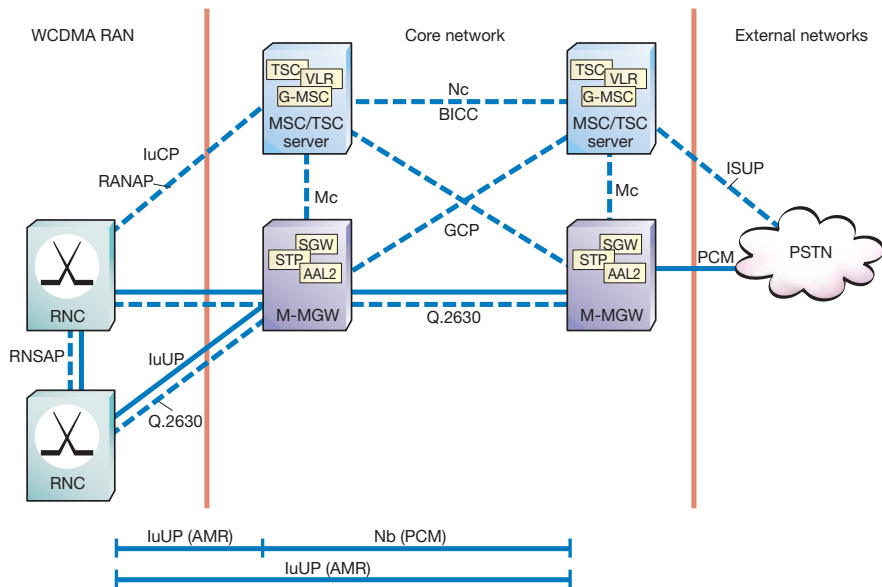 WCDMA RAN
Core network
External networks
TSC
VLR
G-MSC
MSC/TSC
server
TSC
VLR
G-MSC
MSC/TSC
server
Nc
BICC
IuCP
RANAP
Mc
GCP
Mc
ISUP
RNC
SGW
STP
AAL2
M-MGW
SGW
STP
AAL2
M-MGW
PCM
PSTN
Q.2630
RNSAP
IuUP
Q.2630
RNC
IuUP (AMR)
Nb (PCM)
IuUP (AMR)